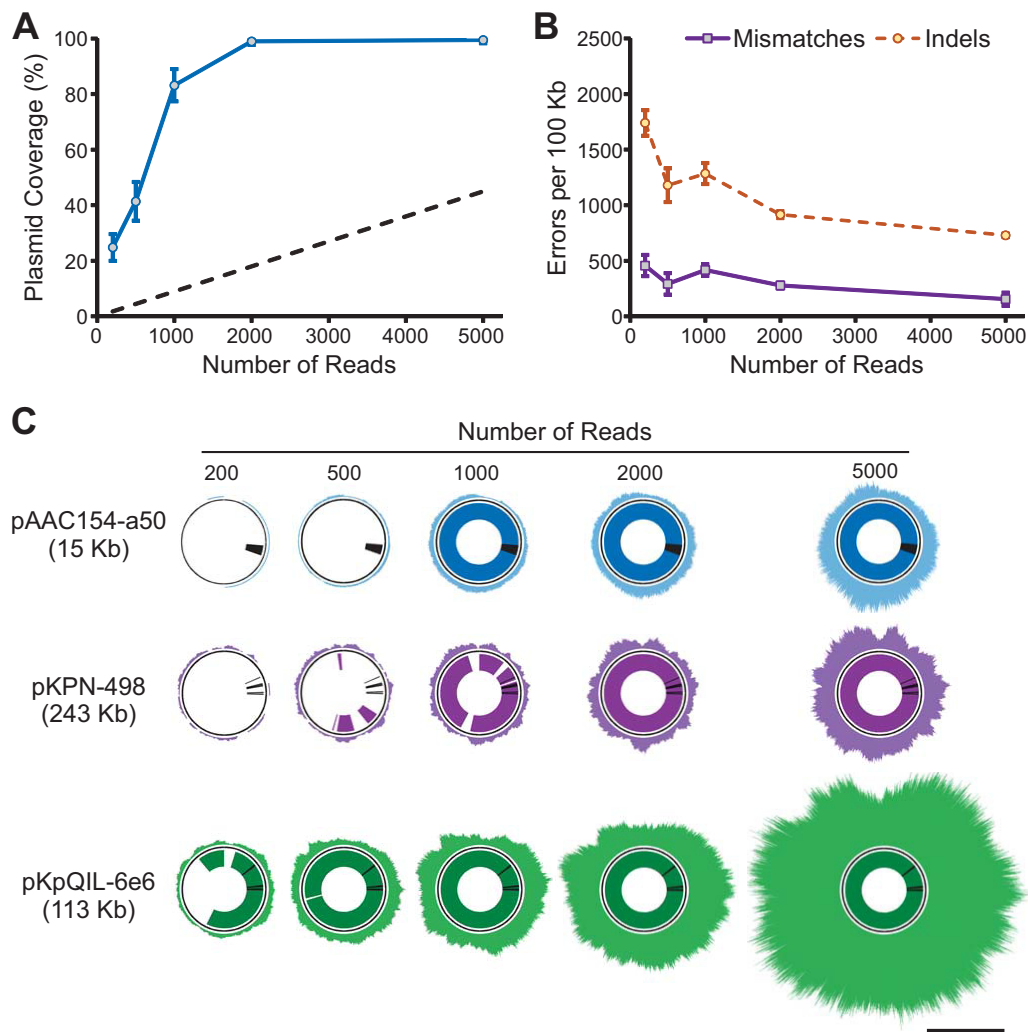 A
100
80
60
40
20
0
Plasmid Coverage (%)
0 1000 2000 3000 4000 5000
Number of Reads
B
Mismatches Indels
2500
2000
1500
1000
500
0
Errors per 100 Kb
0 1000 2000 3000 4000 5000
Number of Reads
C
Number of Reads
200 500 1000 2000 5000
pAAC154-a50
(15 Kb)
pKPN-498
(243 Kb)
pKpQIL-6e6
(113 Kb)